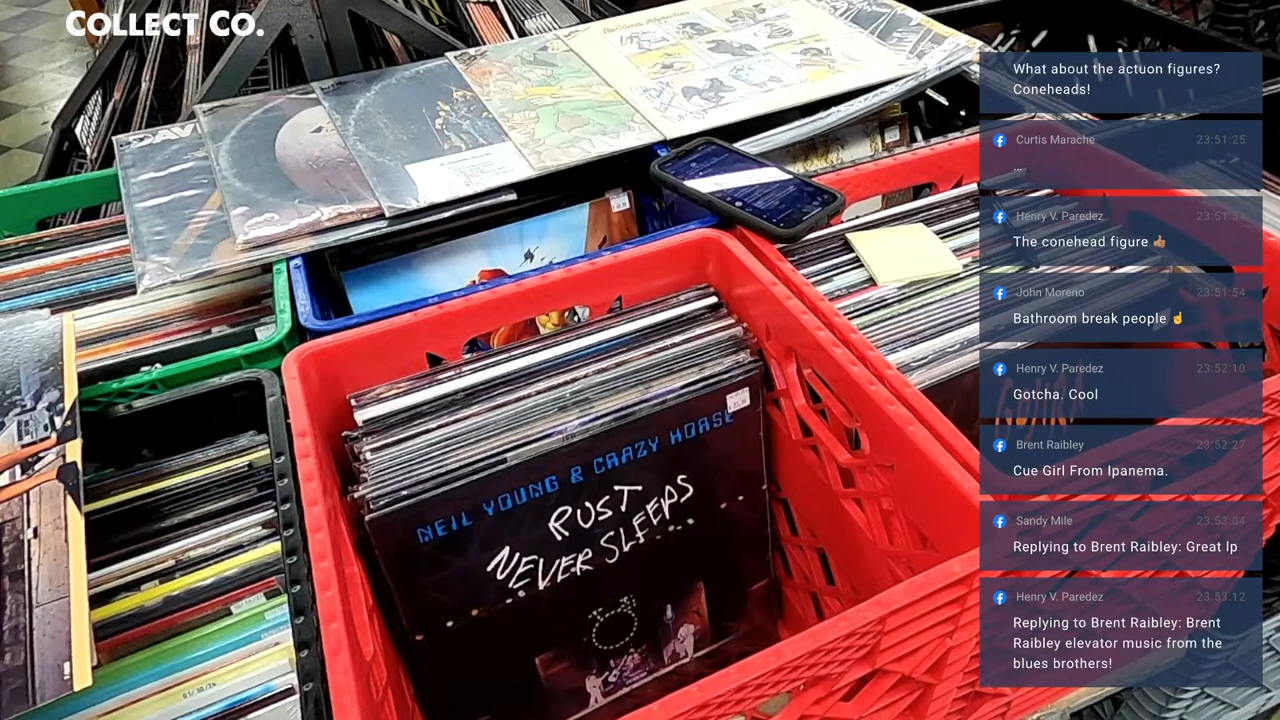 COLLECT CO.
DAV
NEIL YOUNG & CRAZY HORSE
RUST
NEVER SLEEPS
What about the actuon figures?
Coneheads!
Curtis Marache 23:51:25
...
Henry V. Paredez 23:51:54
The conehead figure 👍🏽
John Moreno 23:51:54
Bathroom break people ☝️
Henry V. Paredez 23:52:10
Gotcha. Cool
Brent Raibley 23:52:27
Cue Girl From Ipanema.
Sandy Mile 23:53:04
Replying to Brent Raibley: Great lp
Henry V. Paredez 23:53:12
Replying to Brent Raibley: Brent
Raibley elevator music from the
blues brothers!